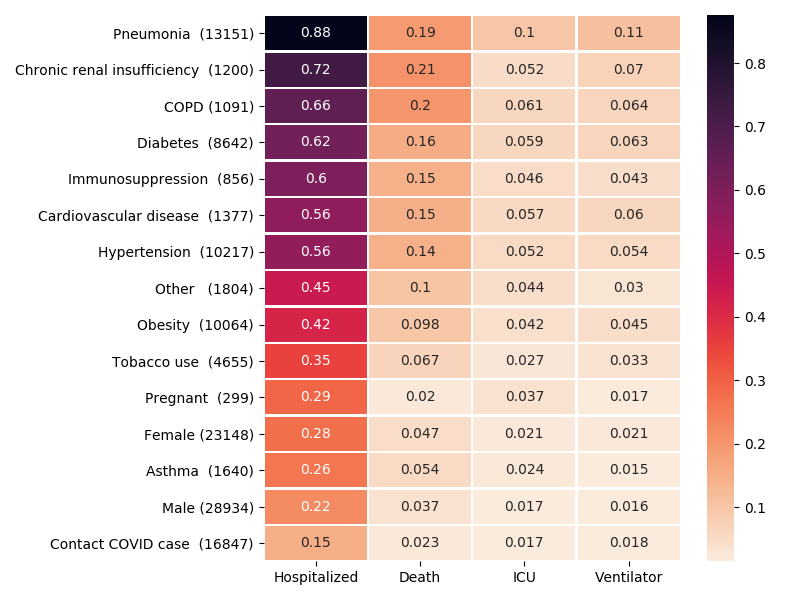 Pneumonia (13151) 0.88 0.19 0.1 0.11
Chronic renal insufficiency (1200) 0.72 0.21 0.052 0.07
COPD (1091) 0.66 0.2 0.061 0.064
Diabetes (8642) 0.62 0.16 0.059 0.063
Immunosuppression (856) 0.6 0.15 0.046 0.043
Cardiovascular disease (1377) 0.56 0.15 0.057 0.06
Hypertension (10217) 0.56 0.14 0.052 0.054
Other (1804) 0.45 0.1 0.044 0.03
Obesity (10064) 0.42 0.098 0.042 0.045
Tobacco use (4655) 0.35 0.067 0.027 0.033
Pregnant (299) 0.29 0.02 0.037 0.017
Female (23148) 0.28 0.047 0.021 0.021
Asthma (1640) 0.26 0.054 0.024 0.015
Male (28934) 0.22 0.037 0.017 0.016
Contact COVID case (16847) 0.15 0.023 0.017 0.018
Hospitalized Death ICU Ventilator
0.8
0.7
0.6
0.5
0.4
0.3
0.2
0.1